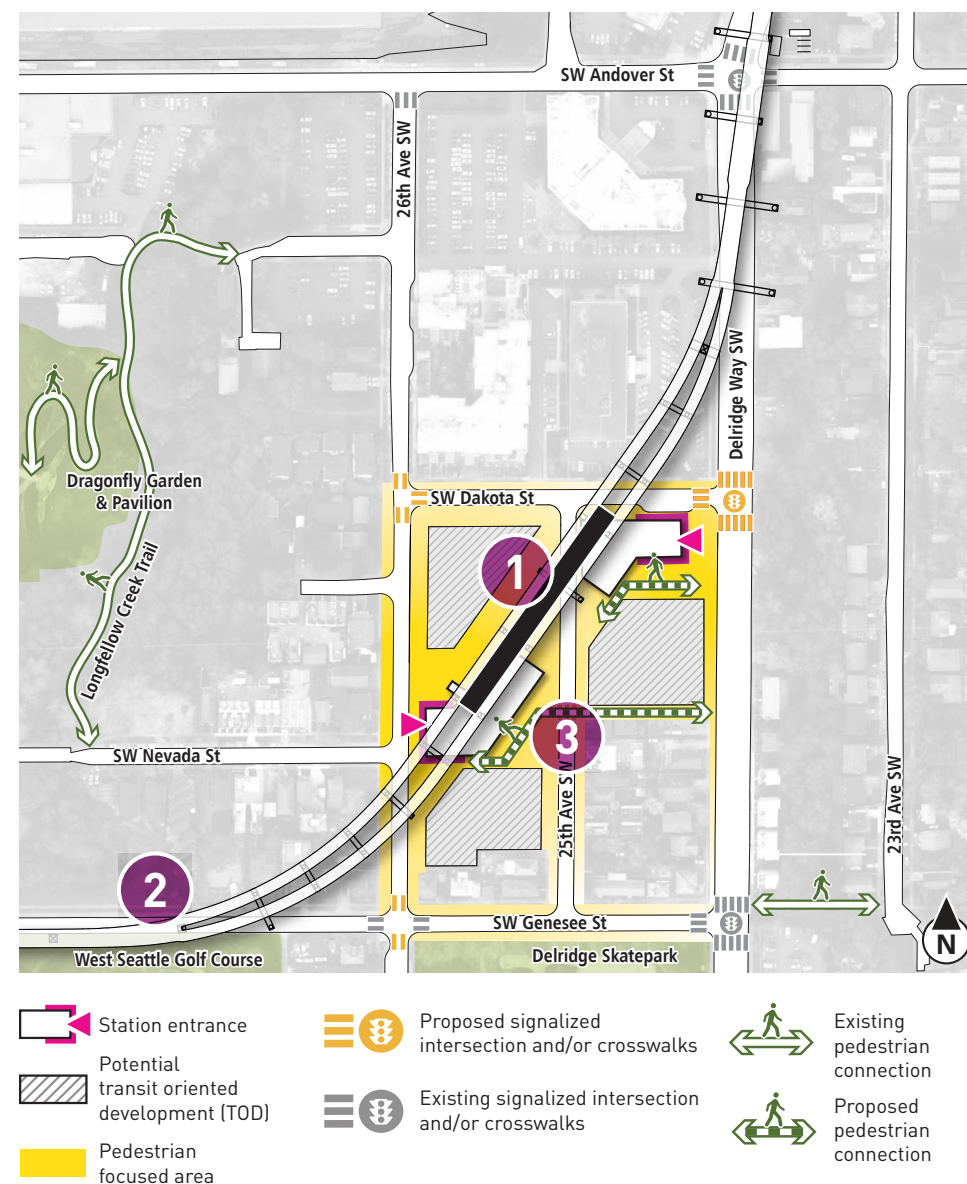 SW Andover St
26th Ave SW
Delridge Way SW
Dragonfly Garden
& Pavilion
SW Dakota St
1
Longfellow Creek Trail
3
SW Nevada St
25th Ave SW
23rd Ave SW
2
SW Genesee St
N
West Seattle Golf Course
Delridge Skatepark
Station entrance
Potential
transit oriented
development (TOD)
Pedestrian
focused area
Proposed signalized
intersection and/or crosswalks
Existing signalized intersection
and/or crosswalks
Existing
pedestrian
connection
Proposed
pedestrian
connection